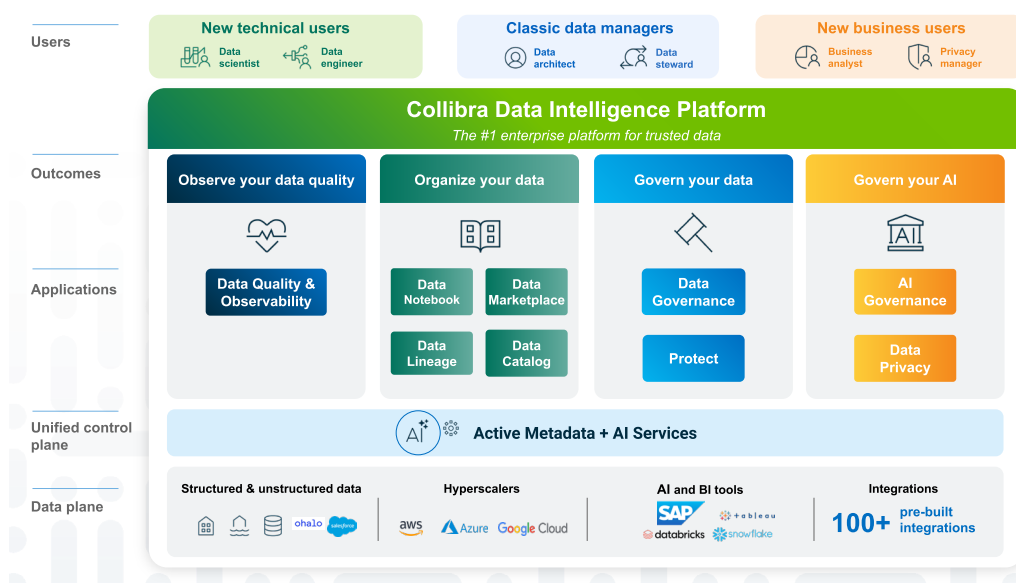 Users
New technical users
Data
scientist
Data
engineer
Classic data managers
Data
architect
Data
steward
New business users
Business
analyst
Privacy
manager
Collibra Data Intelligence Platform
The #1 enterprise platform for trusted data
Outcomes
Observe your data quality
Organize your data
Govern your data
Govern your AI
AI
Applications
Data Quality &
Observability
Data
Notebook
Data
Marketplace
Data
Lineage
Data
Catalog
Data
Governance
Protect
AI
Governance
Data
Privacy
Unified control
plane
AI
Active Metadata + AI Services
Data plane
Structured & unstructured data
ohalo
salesforce
Hyperscalers
aws
Azure
Google Cloud
AI and BI tools
SAP
+ableau
databricks
snowflake
Integrations
100+
pre-built
integrations